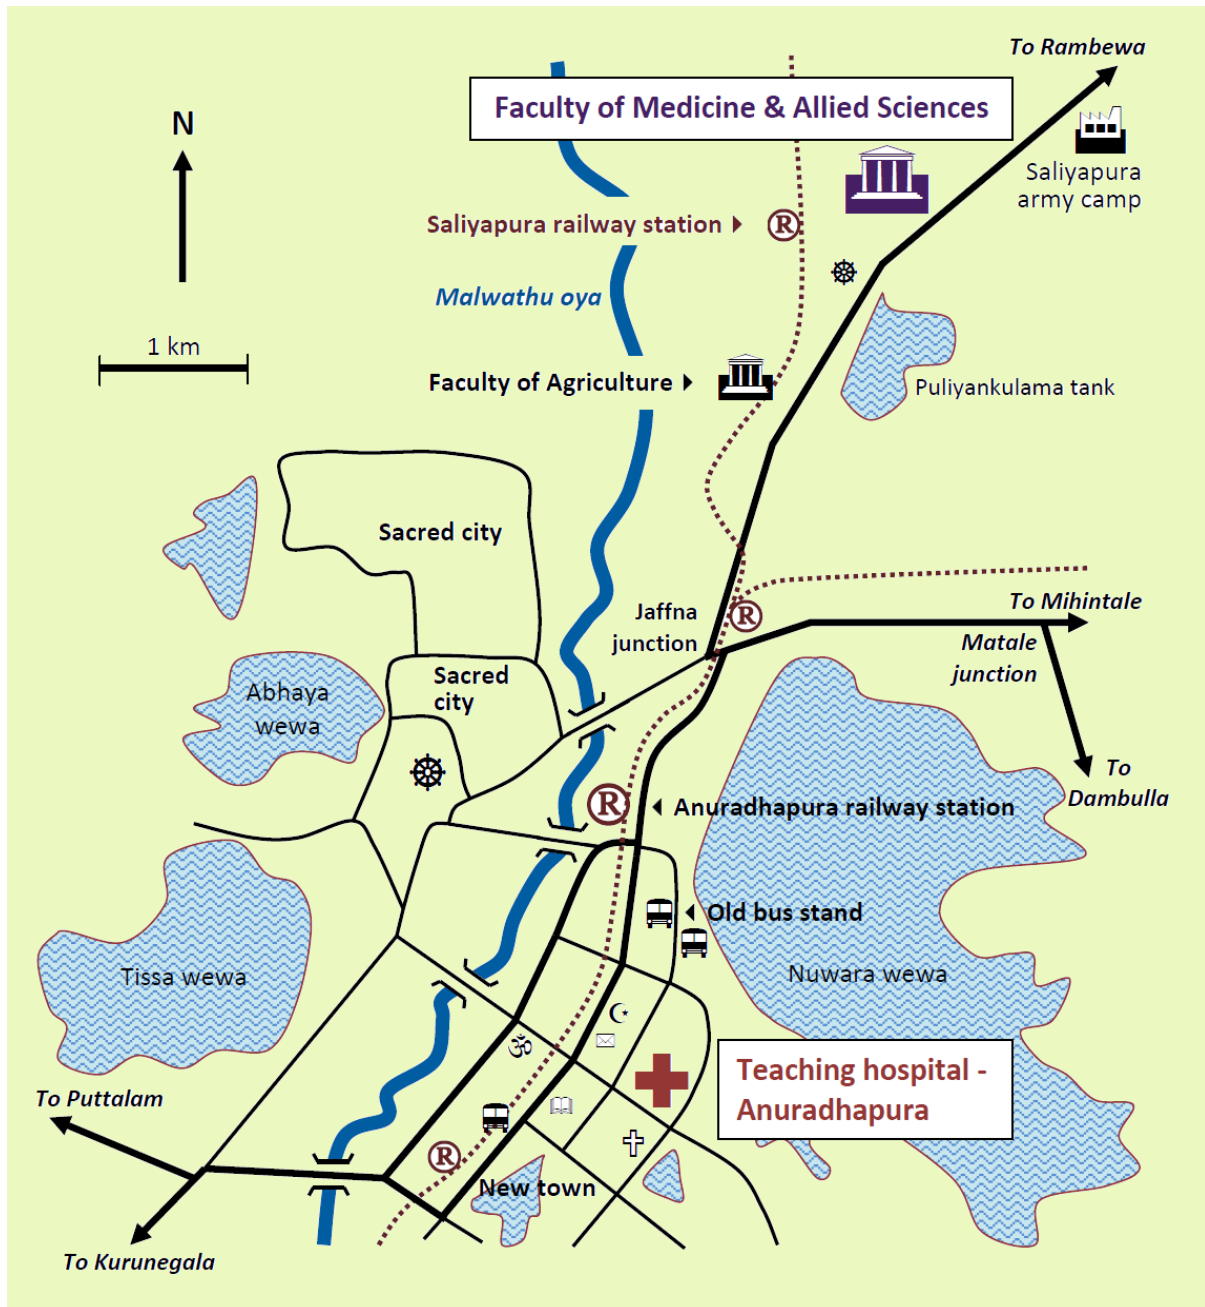 To Rambewa
Faculty of Medicine & Allied Sciences
N
Saliyapura
army camp
Saliyapura railway station
R
Malwathu oya
1 km
Faculty of Agriculture
Puliyankulama tank
Sacred city
To Mihintale
Jaffna
junction
R
Matale
junction
Sacred
city
Abhaya
wewa
To
Dambulla
R
Anuradhapura railway station
Old bus stand
Tissa wewa
Nuwara wewa
ॐ
Teaching hospital -
Anuradhapura
To Puttalam
R
New town
To Kurunegala